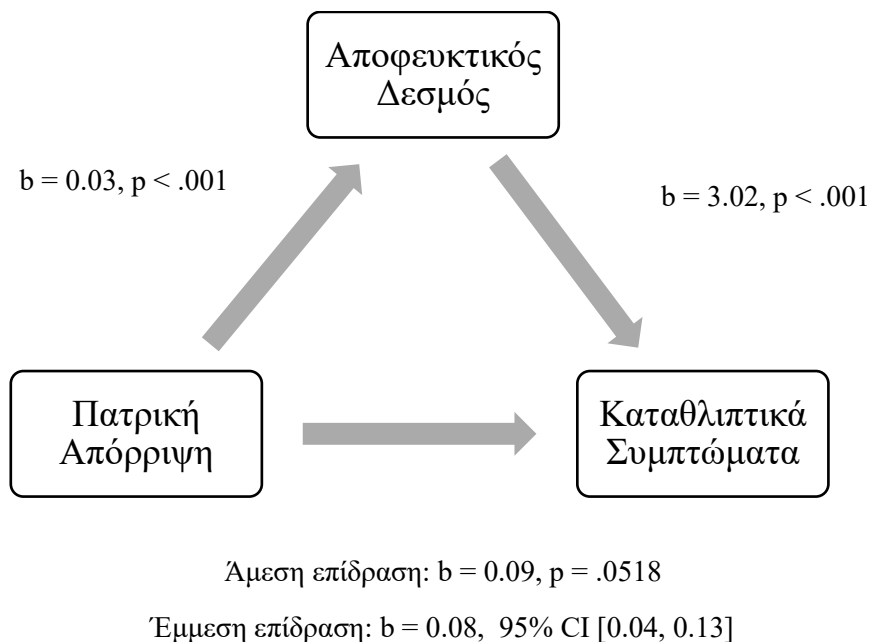 Αποφευκτικός
Δεσμός
b = 0.03, p < .001
b = 3.02, p < .001
Πατρική
Απόρριψη
Καταθλιπτικά
Συμπτώματα
Άμεση επίδραση: b = 0.09, p = .0518
Έμμεση επίδραση: b = 0.08, 95% CI [0.04, 0.13]